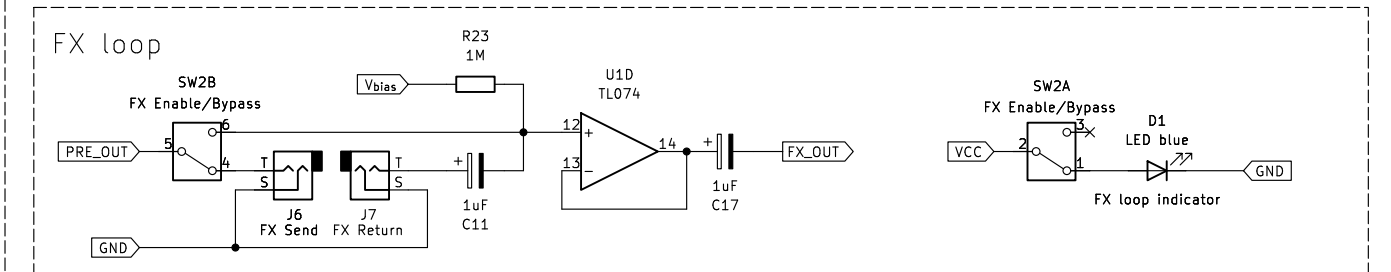 FX loop
R23
1M
Vbias
SW2B
FX Enable/Bypass
6
5
4
PRE_OUT
T
S
J6
FX Send
T
S
J7
FX Return
+
1uF
C11
GND
U1D
TL074
12
+
13
-
14
+
1uF
C17
FX_OUT
SW2A
FX Enable/Bypass
3
2
1
VCC
D1
LED blue
GND
FX loop indicator